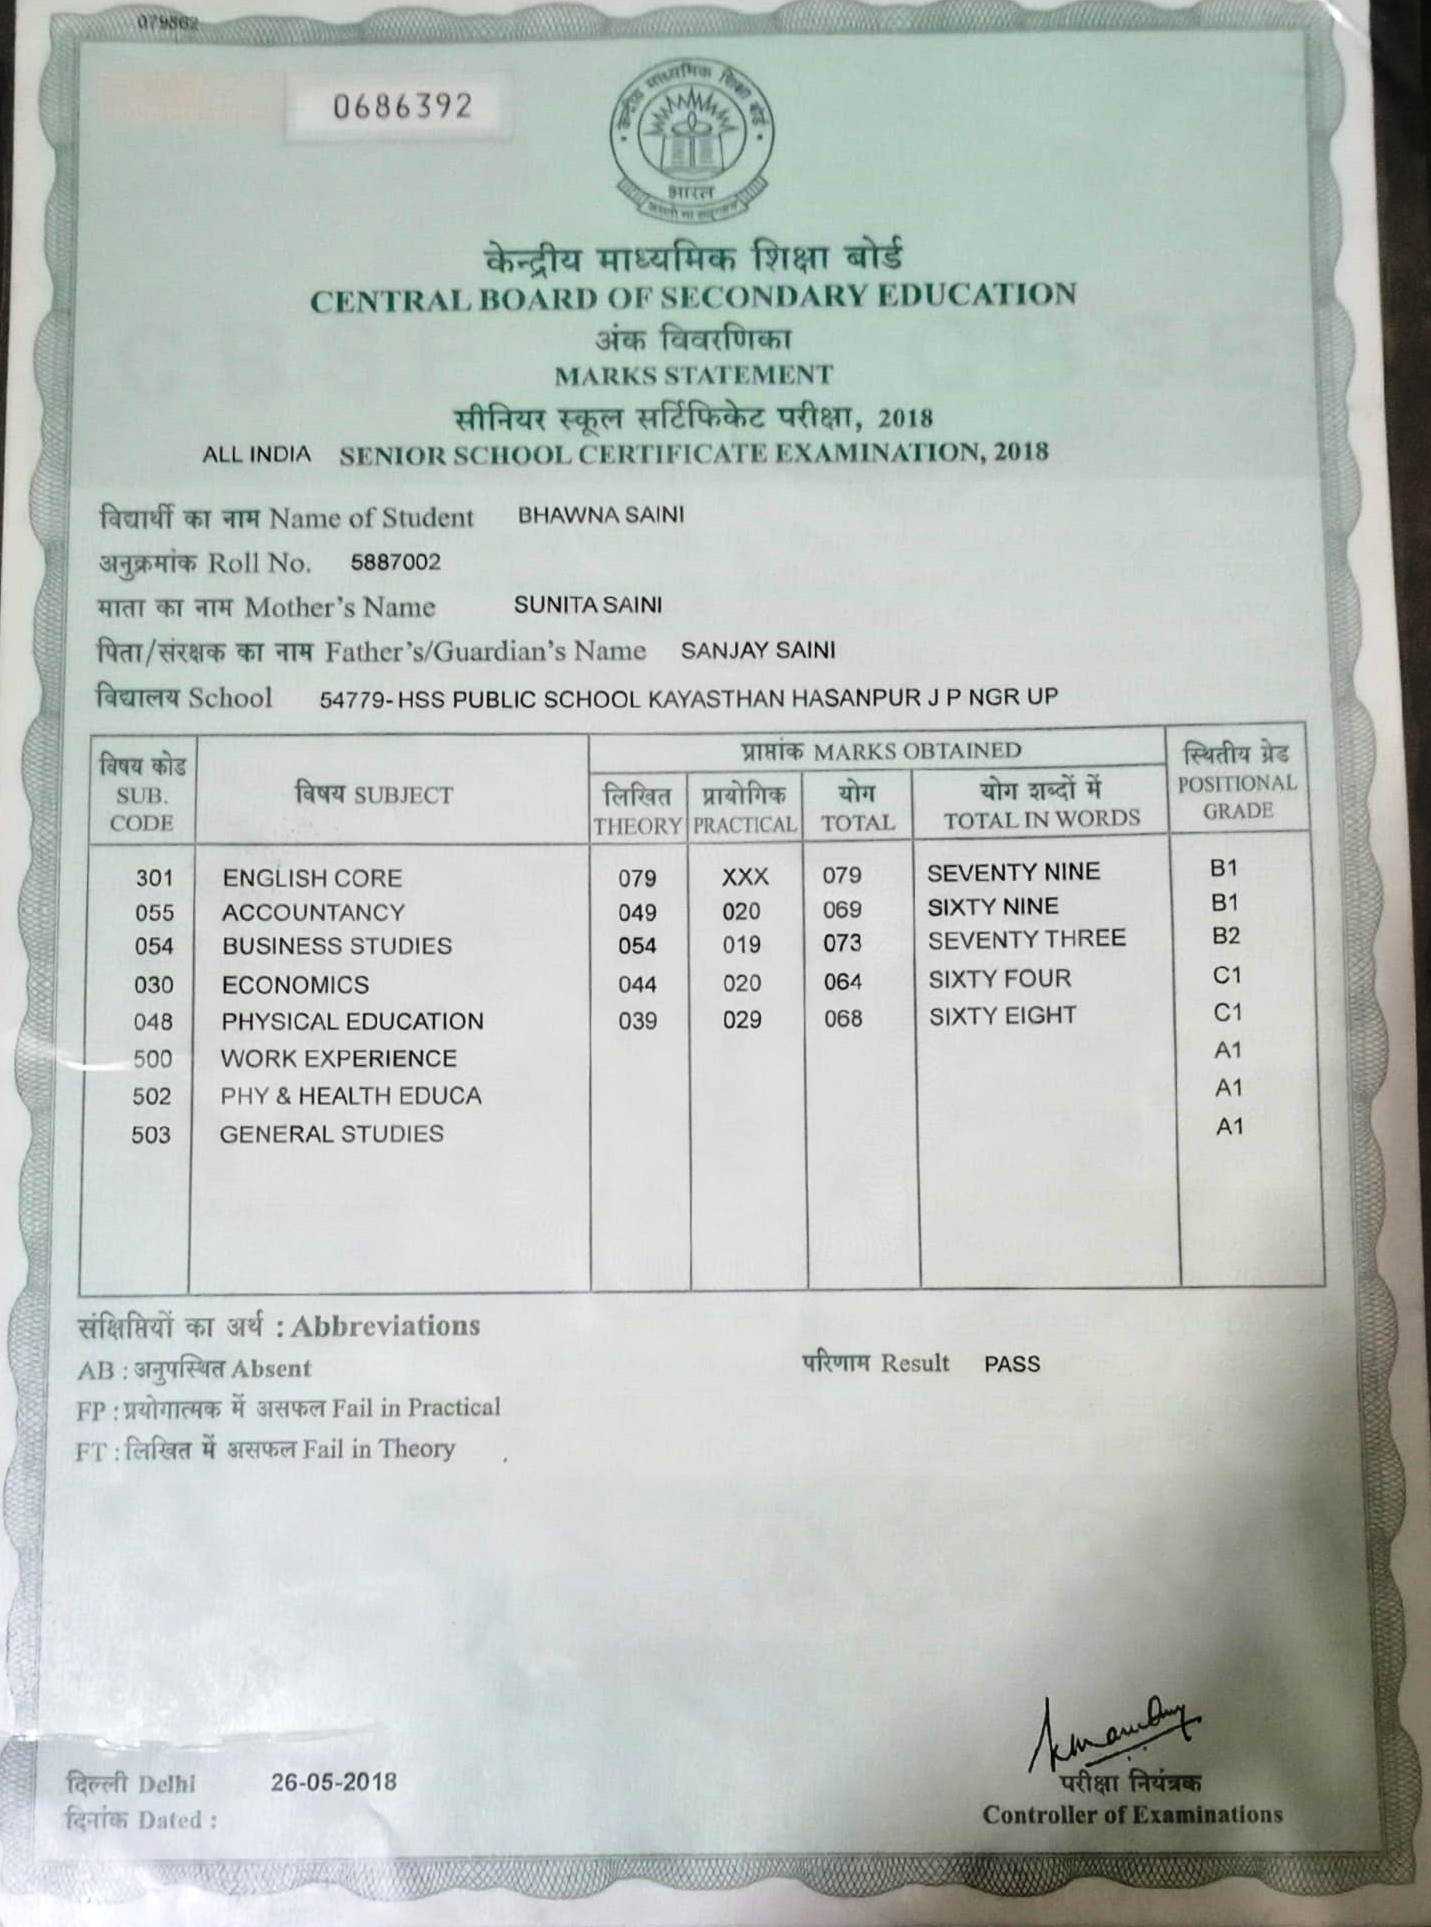 079862
0686392
केन्द्रीय माध्यमिक शिक्षा बोर्ड
भारत
असतो मा सद्गमय
केन्द्रीय माध्यमिक शिक्षा बोर्ड
CENTRAL BOARD OF SECONDARY EDUCATION
अंक विवरणिका
MARKS STATEMENT
सीनियर स्कूल सर्टिफिकेट परीक्षा, 2018
ALL INDIA SENIOR SCHOOL CERTIFICATE EXAMINATION, 2018
विद्यार्थी का नाम Name of Student BHAWNA SAINI
अनुक्रमांक Roll No. 5887002
माता का नाम Mother's Name SUNITA SAINI
पिता/संरक्षक का नाम Father's/Guardian's Name SANJAY SAINI
विद्यालय School 54779- HSS PUBLIC SCHOOL KAYASTHAN HASANPUR J P NGR UP
विषय कोड SUB. CODE विषय SUBJECT प्राप्तांक MARKS OBTAINED स्थितीय ग्रेड POSITIONAL GRADE
लिखित THEORY प्रायोगिक PRACTICAL योग TOTAL योग शब्दों में TOTAL IN WORDS
301 ENGLISH CORE 079 XXX 079 SEVENTY NINE B1
055 ACCOUNTANCY 049 020 069 SIXTY NINE B1
054 BUSINESS STUDIES 054 019 073 SEVENTY THREE B2
030 ECONOMICS 044 020 064 SIXTY FOUR C1
048 PHYSICAL EDUCATION 039 029 068 SIXTY EIGHT C1
500 WORK EXPERIENCE A1
502 PHY & HEALTH EDUCA A1
503 GENERAL STUDIES A1
संक्षिप्तियों का अर्थ : Abbreviations
AB : अनुपस्थित Absent परिणाम Result PASS
FP : प्रयोगात्मक में असफल Fail in Practical
FT : लिखित में असफल Fail in Theory
दिल्ली Delhi 26-05-2018
दिनांक Dated :
परीक्षा नियंत्रक
Controller of Examinations